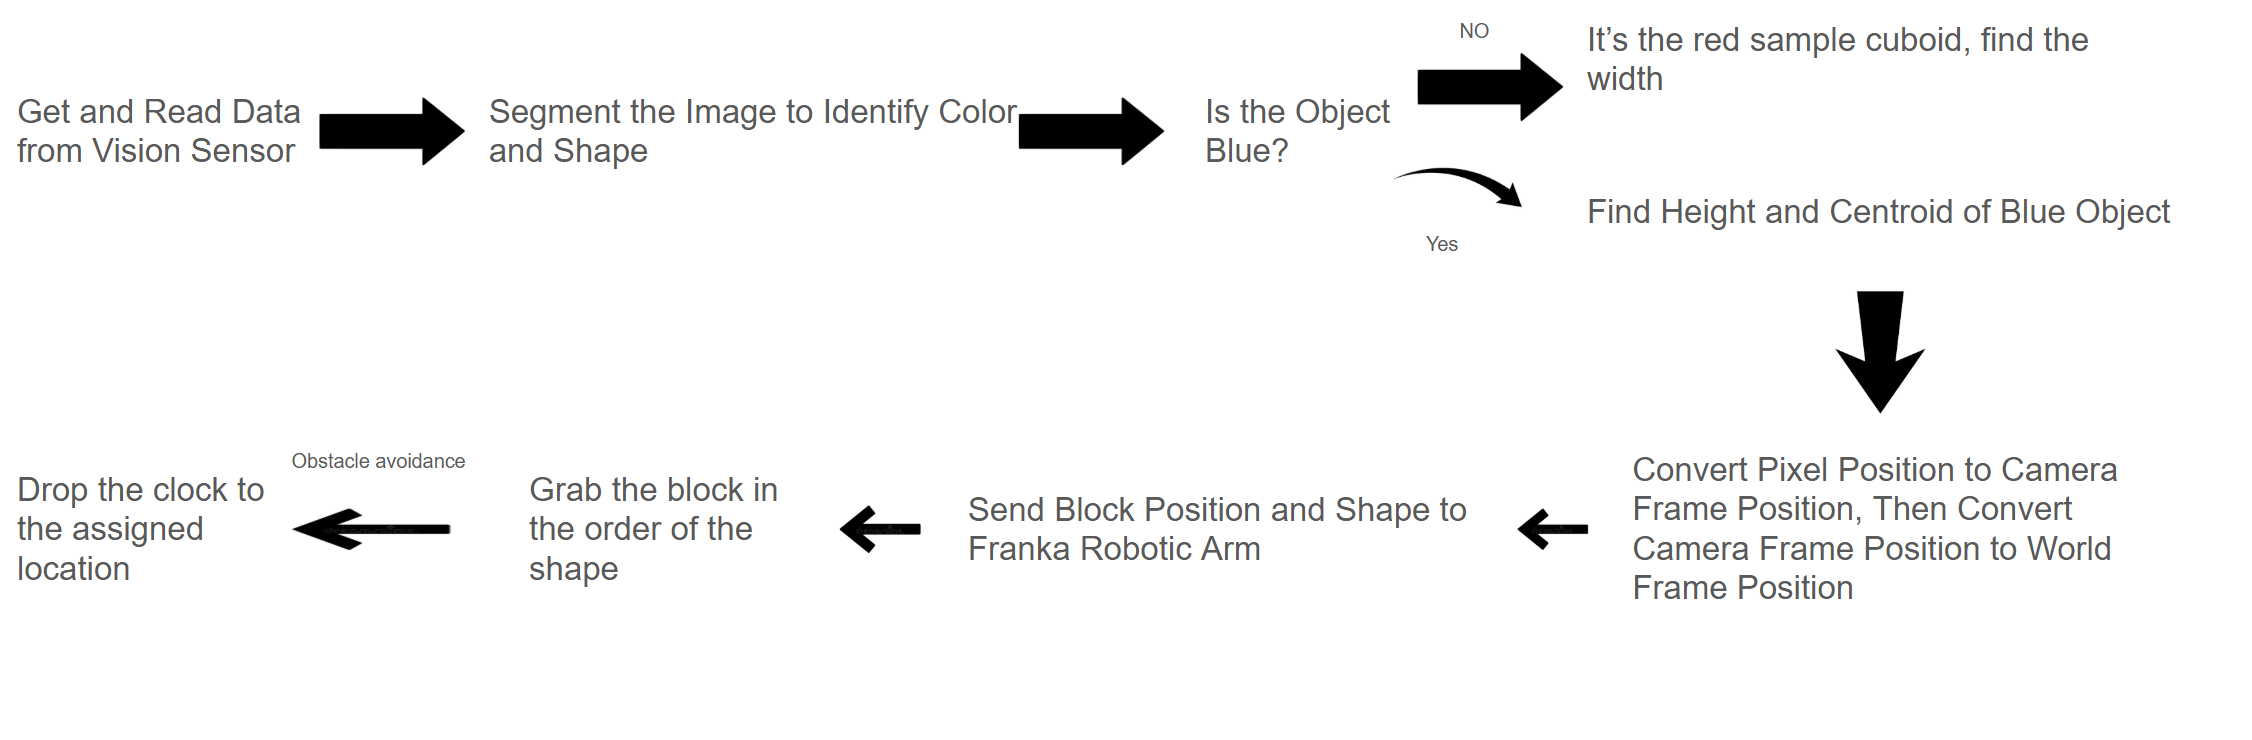 NO
It’s the red sample cuboid, find the
width
Get and Read Data
from Vision Sensor
Segment the Image to Identify Color
and Shape
Is the Object
Blue?
Yes
Find Height and Centroid of Blue Object
Convert Pixel Position to Camera
Frame Position, Then Convert
Camera Frame Position to World
Frame Position
Send Block Position and Shape to
Franka Robotic Arm
Grab the block in
the order of the
shape
Obstacle avoidance
Drop the clock to
the assigned
location